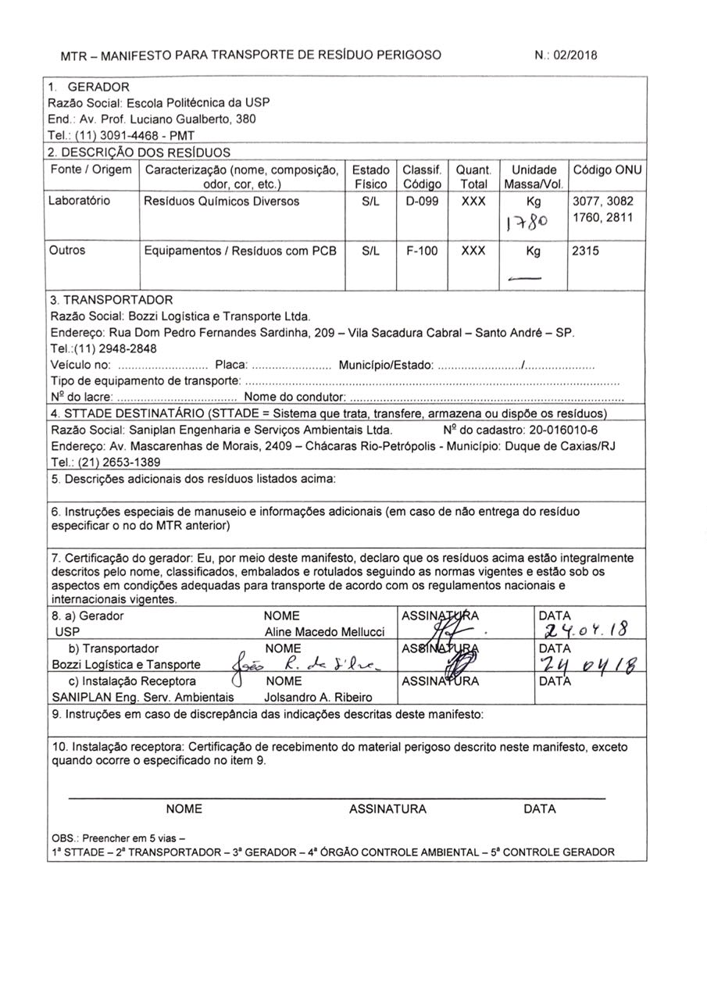 MTR – MANIFESTO PARA TRANSPORTE DE RESÍDUO PERIGOSO N.: 02/2018
1. GERADOR
Razão Social: Escola Politécnica da USP
End.: Av. Prof. Luciano Gualberto, 380
Tel.: (11) 3091-4468 - PMT
2. DESCRIÇÃO DOS RESÍDUOS
Fonte / Origem Caracterização (nome, composição, odor, cor, etc.) Estado Físico Classif. Código Quant. Total Unidade Massa/Vol. Código ONU
Laboratório Resíduos Químicos Diversos S/L D-099 XXX Kg 3077, 3082
1780 1760, 2811
Outros Equipamentos / Resíduos com PCB S/L F-100 XXX Kg 2315
—
3. TRANSPORTADOR
Razão Social: Bozzi Logística e Transporte Ltda.
Endereço: Rua Dom Pedro Fernandes Sardinha, 209 – Vila Sacadura Cabral – Santo André – SP.
Tel.:(11) 2948-2848
Veículo no: ........................... Placa: ........................ Município/Estado: ........................./.....................
Tipo de equipamento de transporte: ................................................................................................................
Nº do lacre: .................................... Nome do condutor: ..................................................................................
4. STTADE DESTINATÁRIO (STTADE = Sistema que trata, transfere, armazena ou dispõe os resíduos)
Razão Social: Saniplan Engenharia e Serviços Ambientais Ltda. Nº do cadastro: 20-016010-6
Endereço: Av. Mascarenhas de Morais, 2409 – Chácaras Rio-Petrópolis - Município: Duque de Caxias/RJ
Tel.: (21) 2653-1389
5. Descrições adicionais dos resíduos listados acima:
6. Instruções especiais de manuseio e informações adicionais (em caso de não entrega do resíduo
especificar o no do MTR anterior)
7. Certificação do gerador: Eu, por meio deste manifesto, declaro que os resíduos acima estão integralmente
descritos pelo nome, classificados, embalados e rotulados seguindo as normas vigentes e estão sob os
aspectos em condições adequadas para transporte de acordo com os regulamentos nacionais e
internacionais vigentes.
8. a) Gerador NOME ASSINATURA DATA
USP Aline Macedo Mellucci 24.04.18
b) Transportador NOME ASSINATURA DATA
Bozzi Logística e Tansporte João R. da Silva 24 04 18
c) Instalação Receptora NOME ASSINATURA DATA
SANIPLAN Eng. Serv. Ambientais Jolsandro A. Ribeiro
9. Instruções em caso de discrepância das indicações descritas deste manifesto:
10. Instalação receptora: Certificação de recebimento do material perigoso descrito neste manifesto, exceto
quando ocorre o especificado no item 9.
NOME ASSINATURA DATA
OBS.: Preencher em 5 vias –
1ª STTADE – 2ª TRANSPORTADOR – 3ª GERADOR – 4ª ÓRGÃO CONTROLE AMBIENTAL – 5ª CONTROLE GERADOR